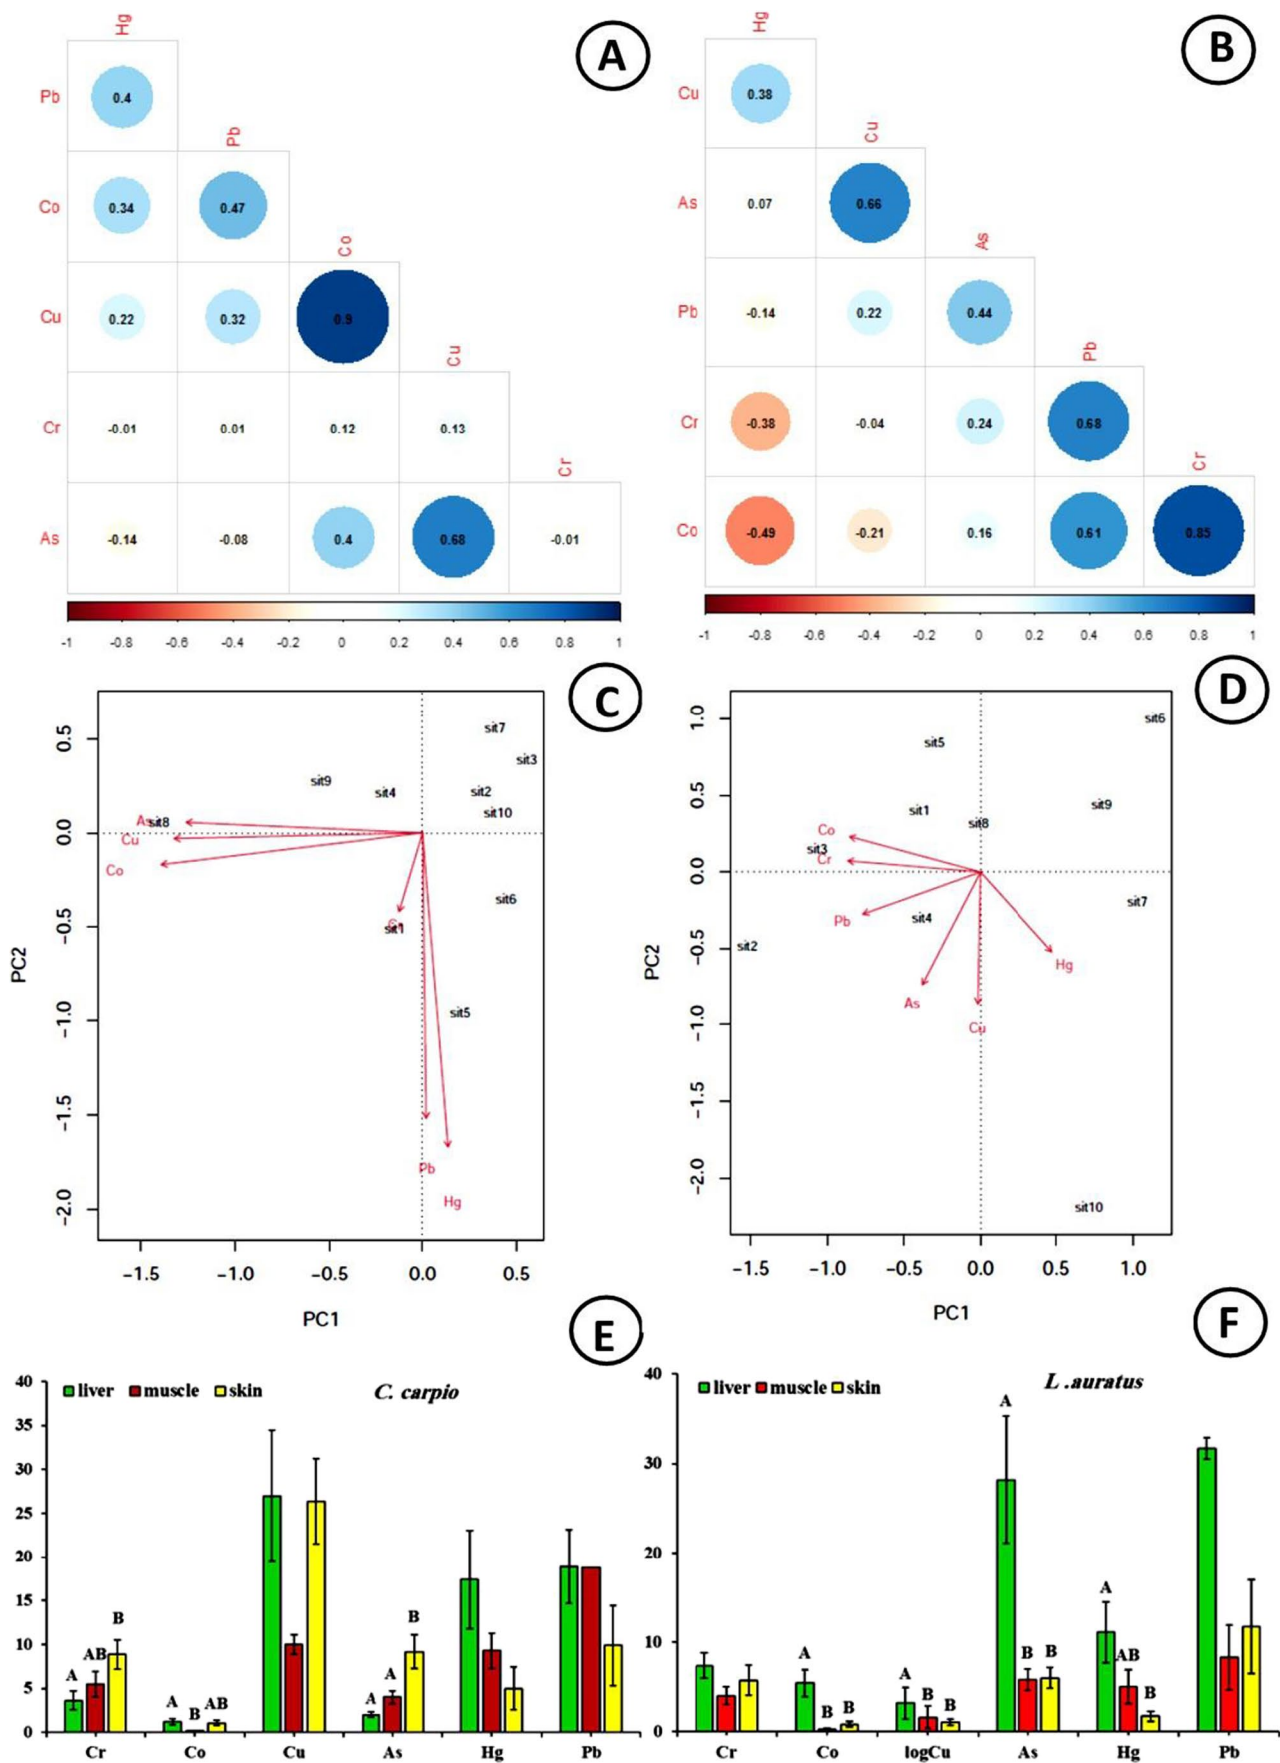 A
Hg
Pb 0.4
Pb
Co 0.34 0.47
Co
Cu 0.22 0.32 0.9
Cu
Cr -0.01 0.01 0.12 0.13
Cr
As -0.14 -0.08 0.4 0.68 -0.01
-1 -0.8 -0.6 -0.4 -0.2 0 0.2 0.4 0.6 0.8 1
B
Hg
Cu 0.38
Cu
As 0.07 0.66
As
Pb -0.14 0.22 0.44
Pb
Cr -0.38 -0.04 0.24 0.68
Cr
Co -0.49 -0.21 0.16 0.61 0.85
-1 -0.8 -0.6 -0.4 -0.2 0 0.2 0.4 0.6 0.8 1
C
sit7
sit3
sit9
sit4
sit2
sit10
As
sit8
Cu
Co
sit6
sit1
sit5
Pb
Hg
0.5
0.0
−0.5
−1.0
−1.5
−2.0
PC2
−1.5 −1.0 −0.5 0.0 0.5
PC1
D
sit6
sit5
sit9
sit1
sit8
Co
sit3
Cr
sit7
Pb
sit4
sit2
Hg
As
Cu
sit10
1.0
0.5
0.0
−0.5
−1.0
−1.5
−2.0
PC2
−1.5 −1.0 −0.5 0.0 0.5 1.0
PC1
E
liver muscle skin
C. carpio
40
35
30
25
20
15
10
5
0
A AB B
A B AB
A A B
Cr Co Cu As Hg Pb
F
liver muscle skin
L .auratus
40
30
20
10
0
A B B
A B B
A B B
A AB B
Cr Co logCu As Hg Pb